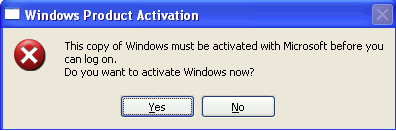 Windows Product Activation
This copy of Windows must be activated with Microsoft before you
can log on.
Do you want to activate Windows now?
Yes No